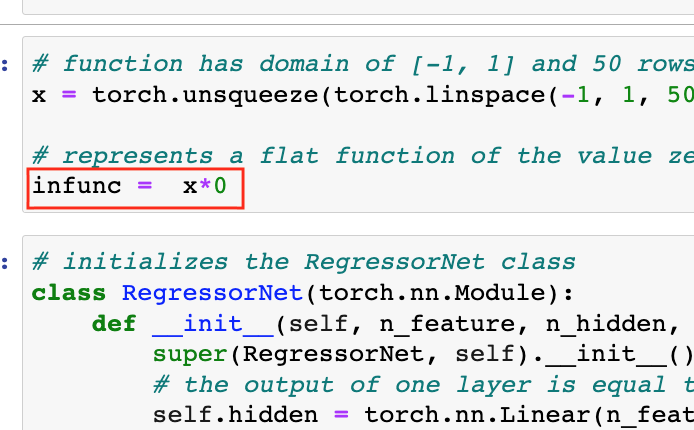 # function has domain of [-1, 1] and 50 rows
: x = torch.unsqueeze(torch.linspace(-1, 1, 50
# represents a flat function of the value ze
infunc =  x*0
: # initializes the RegressorNet class
class RegressorNet(torch.nn.Module):
    def __init__(self, n_feature, n_hidden,
        super(RegressorNet, self).__init__()
        # the output of one layer is equal t
        self.hidden = torch.nn.Linear(n_feat